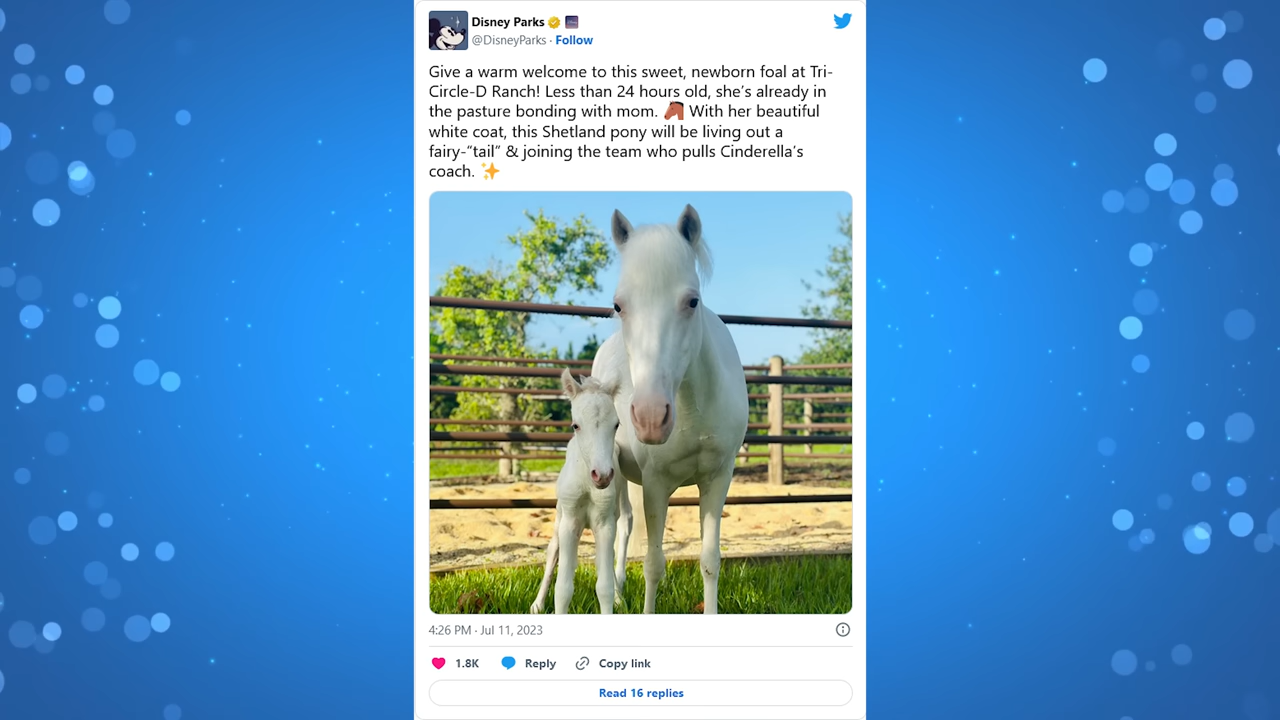 Disney Parks
@DisneyParks · Follow
Give a warm welcome to this sweet, newborn foal at Tri-
Circle-D Ranch! Less than 24 hours old, she’s already in
the pasture bonding with mom. 🐴 With her beautiful
white coat, this Shetland pony will be living out a
fairy-“tail” & joining the team who pulls Cinderella’s
coach. ✨
4:26 PM · Jul 11, 2023
1.8K Reply Copy link
Read 16 replies